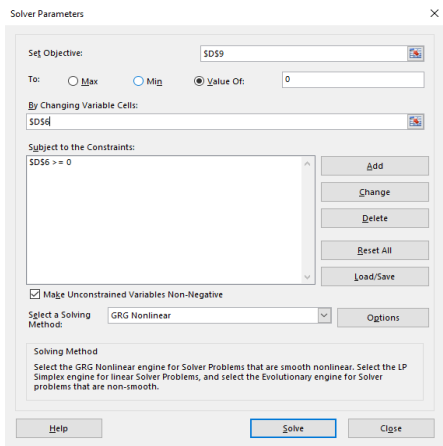 Solver Parameters
Set Objective:
$D$9
To:
Max
Min
Value Of:
0
By Changing Variable Cells:
$D$6
Subject to the Constraints:
$D$6 >= 0
Add
Change
Delete
Reset All
Load/Save
Make Unconstrained Variables Non-Negative
Select a Solving
Method:
GRG Nonlinear
Options
Solving Method
Select the GRG Nonlinear engine for Solver Problems that are smooth nonlinear. Select the LP
Simplex engine for linear Solver Problems, and select the Evolutionary engine for Solver
problems that are non-smooth.
Help
Solve
Close